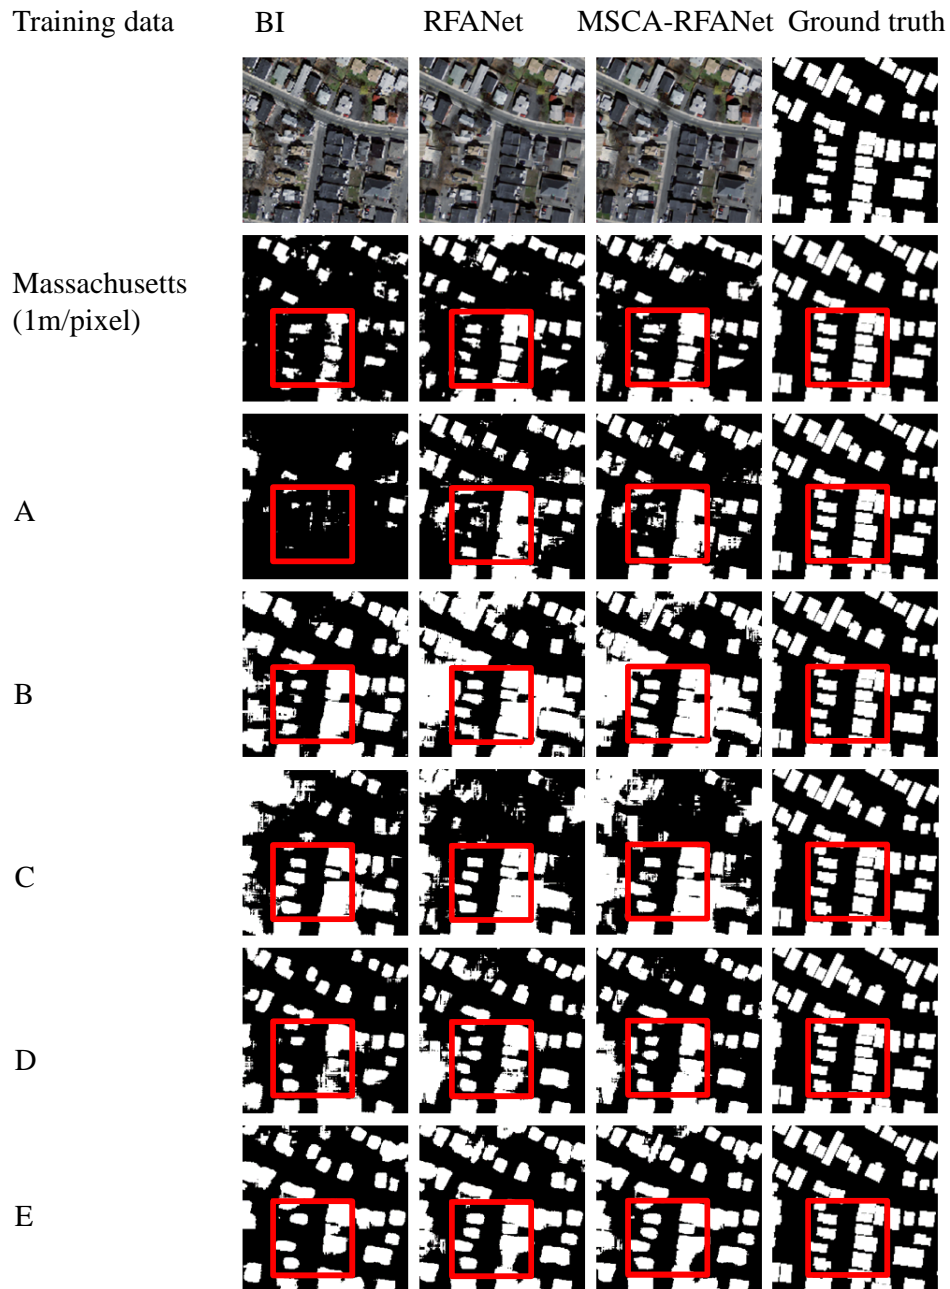 Training data BI RFANet MSCA-RFANet Ground truth
Massachusetts
(1m/pixel)
A
B
C
D
E